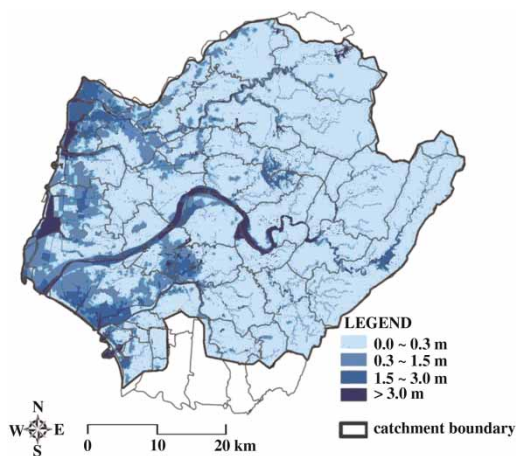 LEGEND
0.0 ~ 0.3 m
0.3 ~ 1.5 m
1.5 ~ 3.0 m
> 3.0 m
catchment boundary
N
W E
S
0 10 20 km